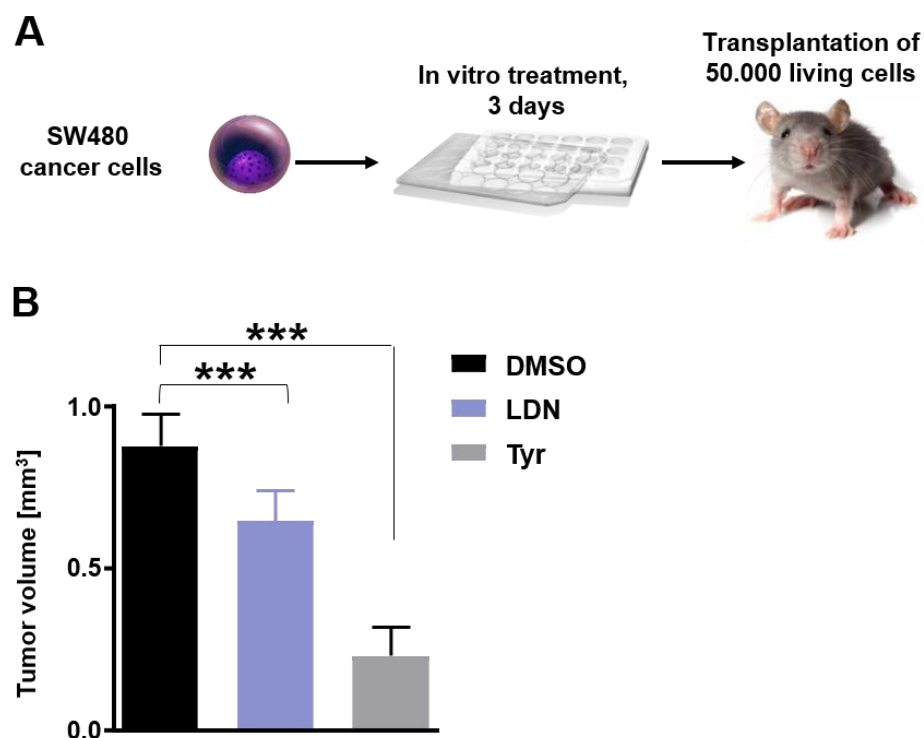 A
SW480
cancer cells
In vitro treatment,
3 days
Transplantation of
50.000 living cells
B
***
***
DMSO
LDN
Tyr
1.0
0.5
0.0
Tumor volume [mm³]